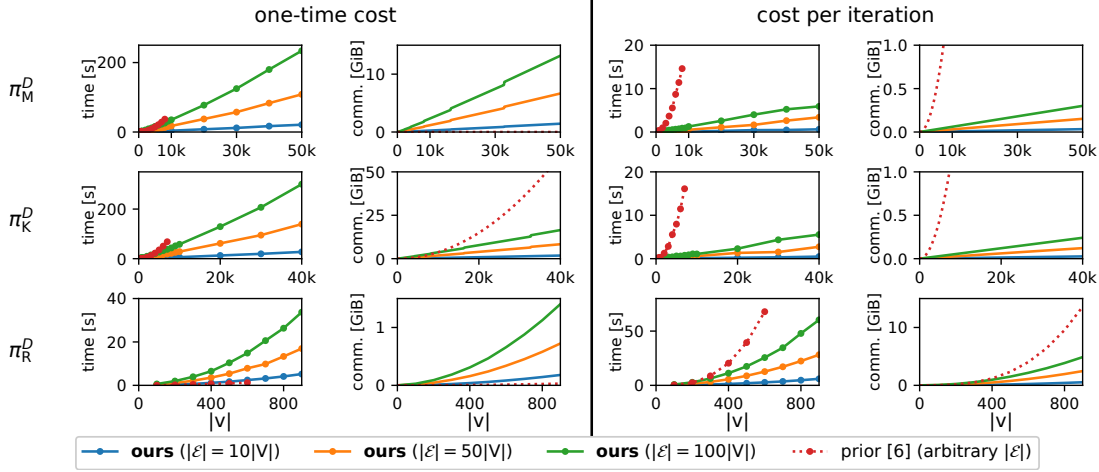 one-time cost
cost per iteration
π_M^D
time [s]
200
0
0 10k 30k 50k
comm. [GiB]
10
0
0 10k 30k 50k
time [s]
20
10
0
0 10k 30k 50k
comm. [GiB]
1.0
0.5
0.0
0 10k 30k 50k
π_K^D
time [s]
200
0
0 20k 40k
comm. [GiB]
50
25
0
0 20k 40k
time [s]
20
10
0
0 20k 40k
comm. [GiB]
1.0
0.5
0.0
0 20k 40k
π_R^D
time [s]
40
20
0
400 800
|V|
comm. [GiB]
1
0
0 400 800
|V|
time [s]
50
0
0 400 800
|V|
comm. [GiB]
10
0
0 400 800
|V|
ours (|ℰ| = 10|V|) ours (|ℰ| = 50|V|) ours (|ℰ| = 100|V|) prior [6] (arbitrary |ℰ|)